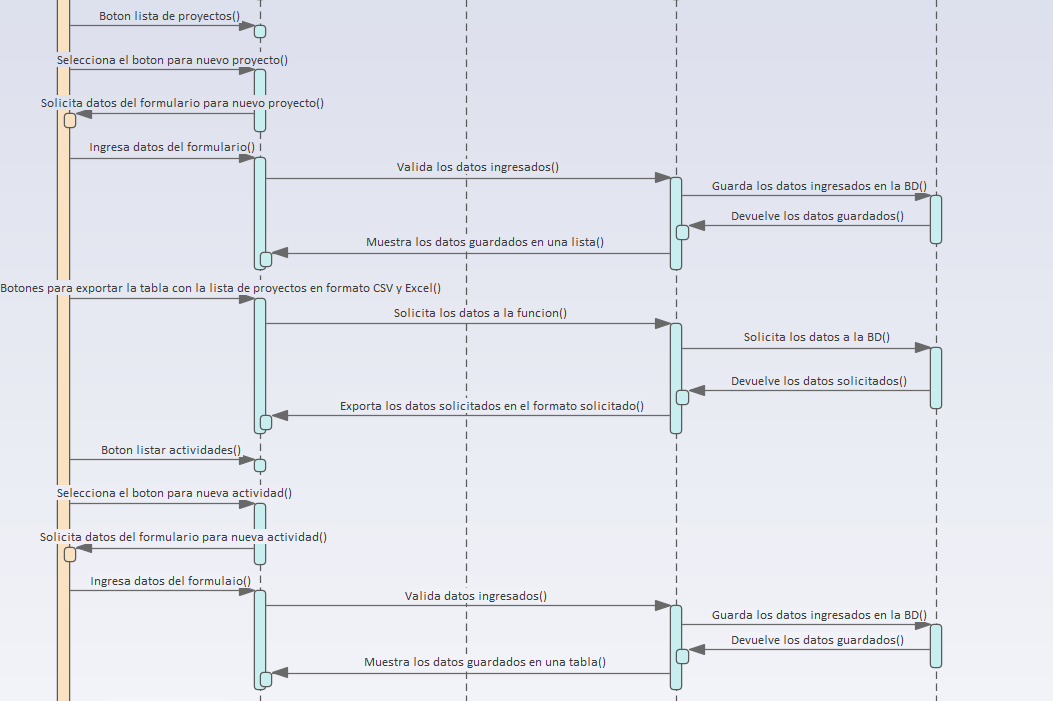 Boton lista de proyectos()
Selecciona el boton para nuevo proyecto()
Solicita datos del formulario para nuevo proyecto()
Ingresa datos del formulario()
Valida los datos ingresados()
Guarda los datos ingresados en la BD()
Devuelve los datos guardados()
Muestra los datos guardados en una lista()
Botones para exportar la tabla con la lista de proyectos en formato CSV y Excel()
Solicita los datos a la funcion()
Solicita los datos a la BD()
Devuelve los datos solicitados()
Exporta los datos solicitados en el formato solicitado()
Boton listar actividades()
Selecciona el boton para nueva actividad()
Solicita datos del formulario para nueva actividad()
Ingresa datos del formulaio()
Valida datos ingresados()
Guarda los datos ingresados en la BD()
Devuelve los datos guardados()
Muestra los datos guardados en una tabla()